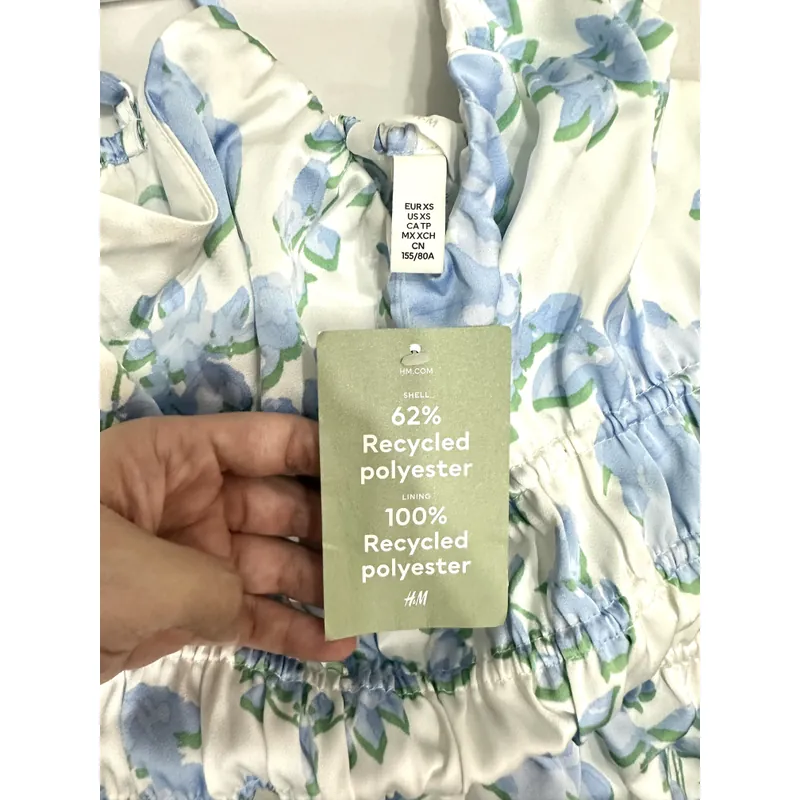 EUR XS
US XS
CA TP
MX XCH
CN
155/80A
HM.COM
SHELL
62%
Recycled
polyester
LINING
100%
Recycled
polyester
H&M